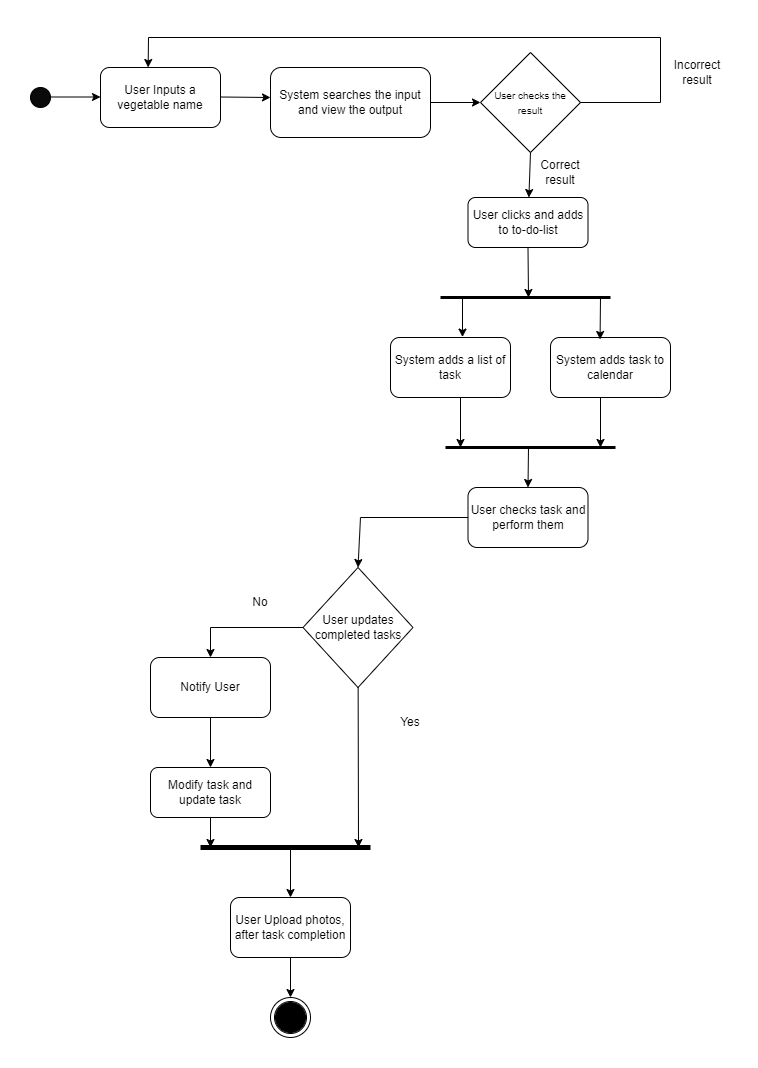 User Inputs a
vegetable name
System searches the input
and view the output
User checks the
result
Incorrect
result
Correct
result
User clicks and adds
to to-do-list
System adds a list of
task
System adds task to
calendar
User checks task and
perform them
User updates
completed tasks
No
Notify User
Yes
Modify task and
update task
User Upload photos,
after task completion